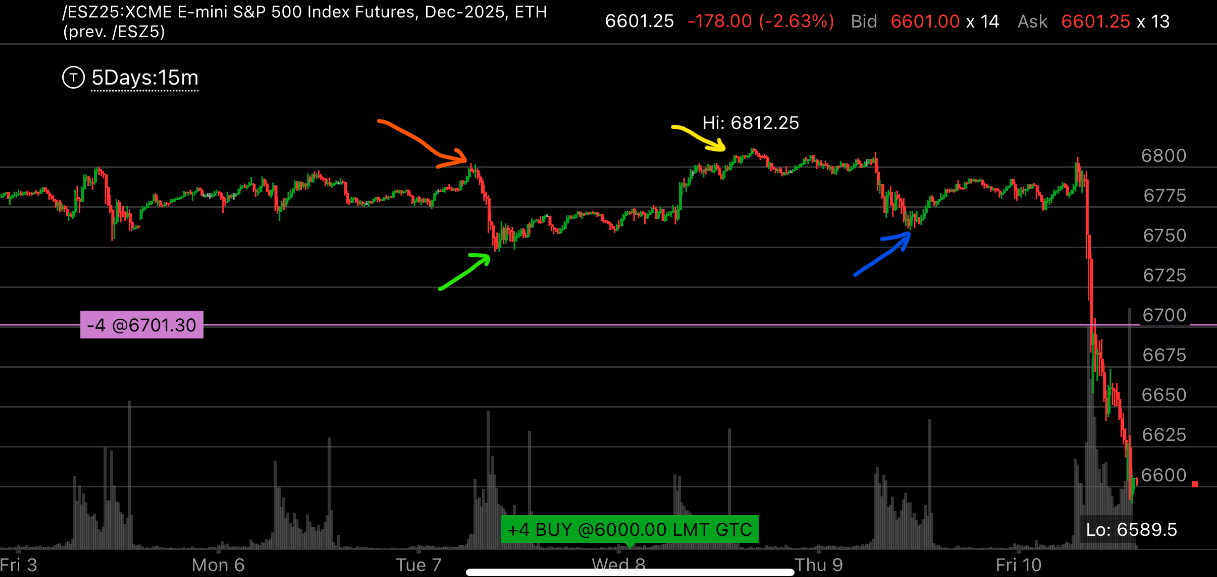 /ESZ25:XCME E-mini S&P 500 Index Futures, Dec-2025, ETH
(prev. /ESZ5)
6601.25 -178.00 (-2.63%) Bid 6601.00 x 14 Ask 6601.25 x 13
T 5Days:15m
Hi: 6812.25
6800
6775
6750
6725
6700
-4 @6701.30
6675
6650
6625
6600
+4 BUY @6000.00 LMT GTC
Lo: 6589.5
Fri 3 Mon 6 Tue 7 Wed 8 Thu 9 Fri 10